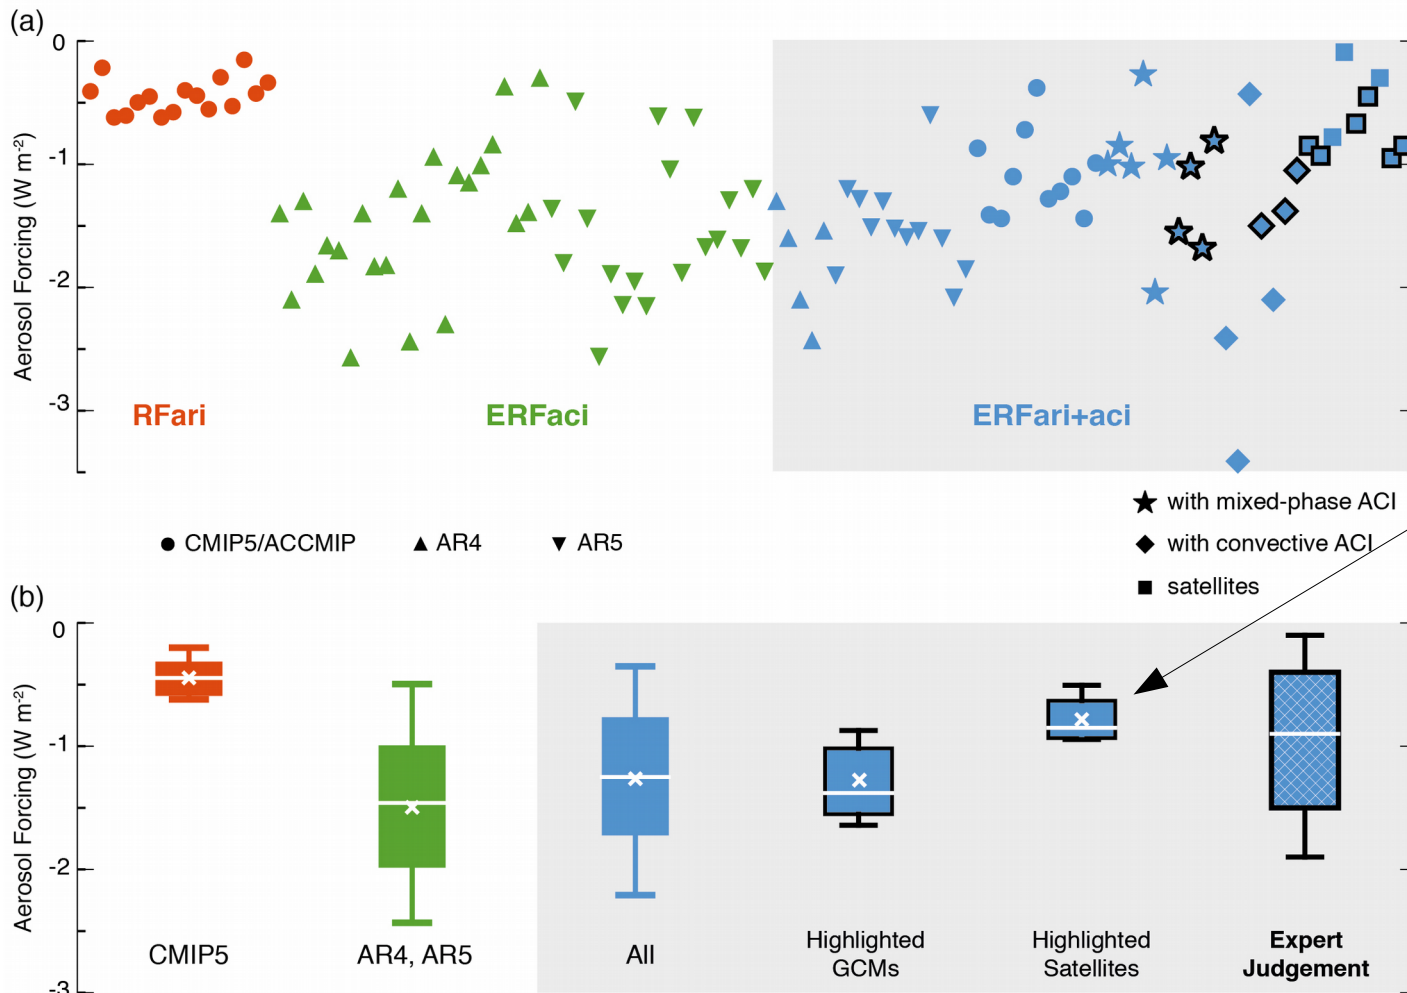 (a)
0
-1
-2
-3
Aerosol Forcing (W m-2)
RFari
ERFaci
ERFari+aci
with mixed-phase ACI
CMIP5/ACCMIP
AR4
AR5
with convective ACI
satellites
(b)
0
-1
-2
-3
Aerosol Forcing (W m-2)
CMIP5
AR4, AR5
All
Highlighted
GCMs
Highlighted
Satellites
Expert
Judgement